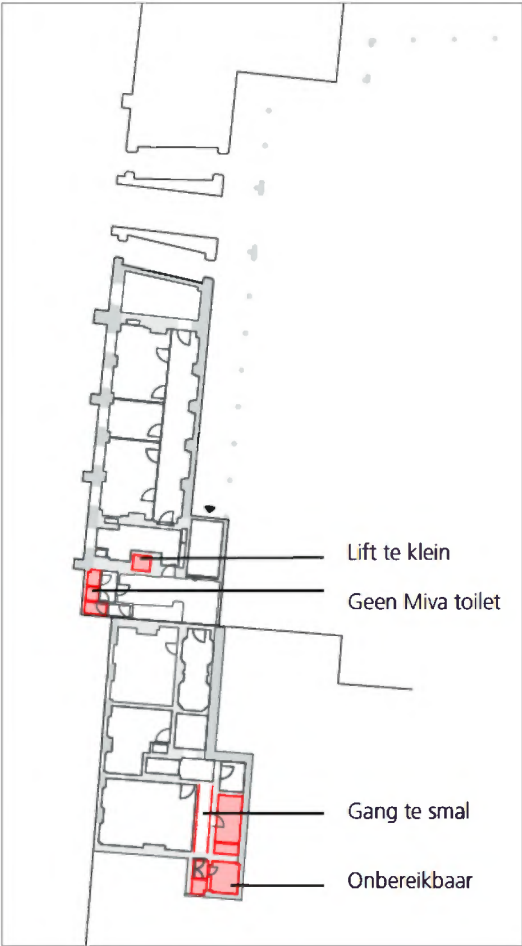 Lift te klein
Geen Miva toilet
Gang te smal
Onbereikbaar